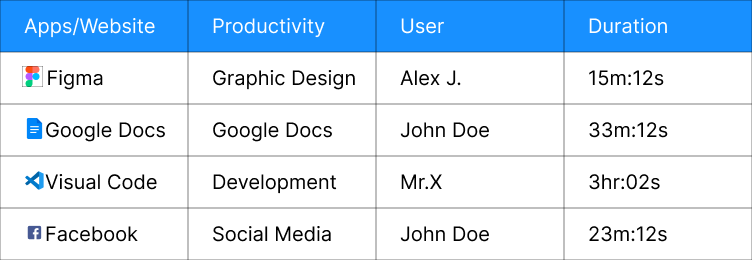 Apps/Website Productivity User Duration
Figma Graphic Design Alex J. 15m:12s
Google Docs Google Docs John Doe 33m:12s
Visual Code Development Mr.X 3hr:02s
Facebook Social Media John Doe 23m:12s